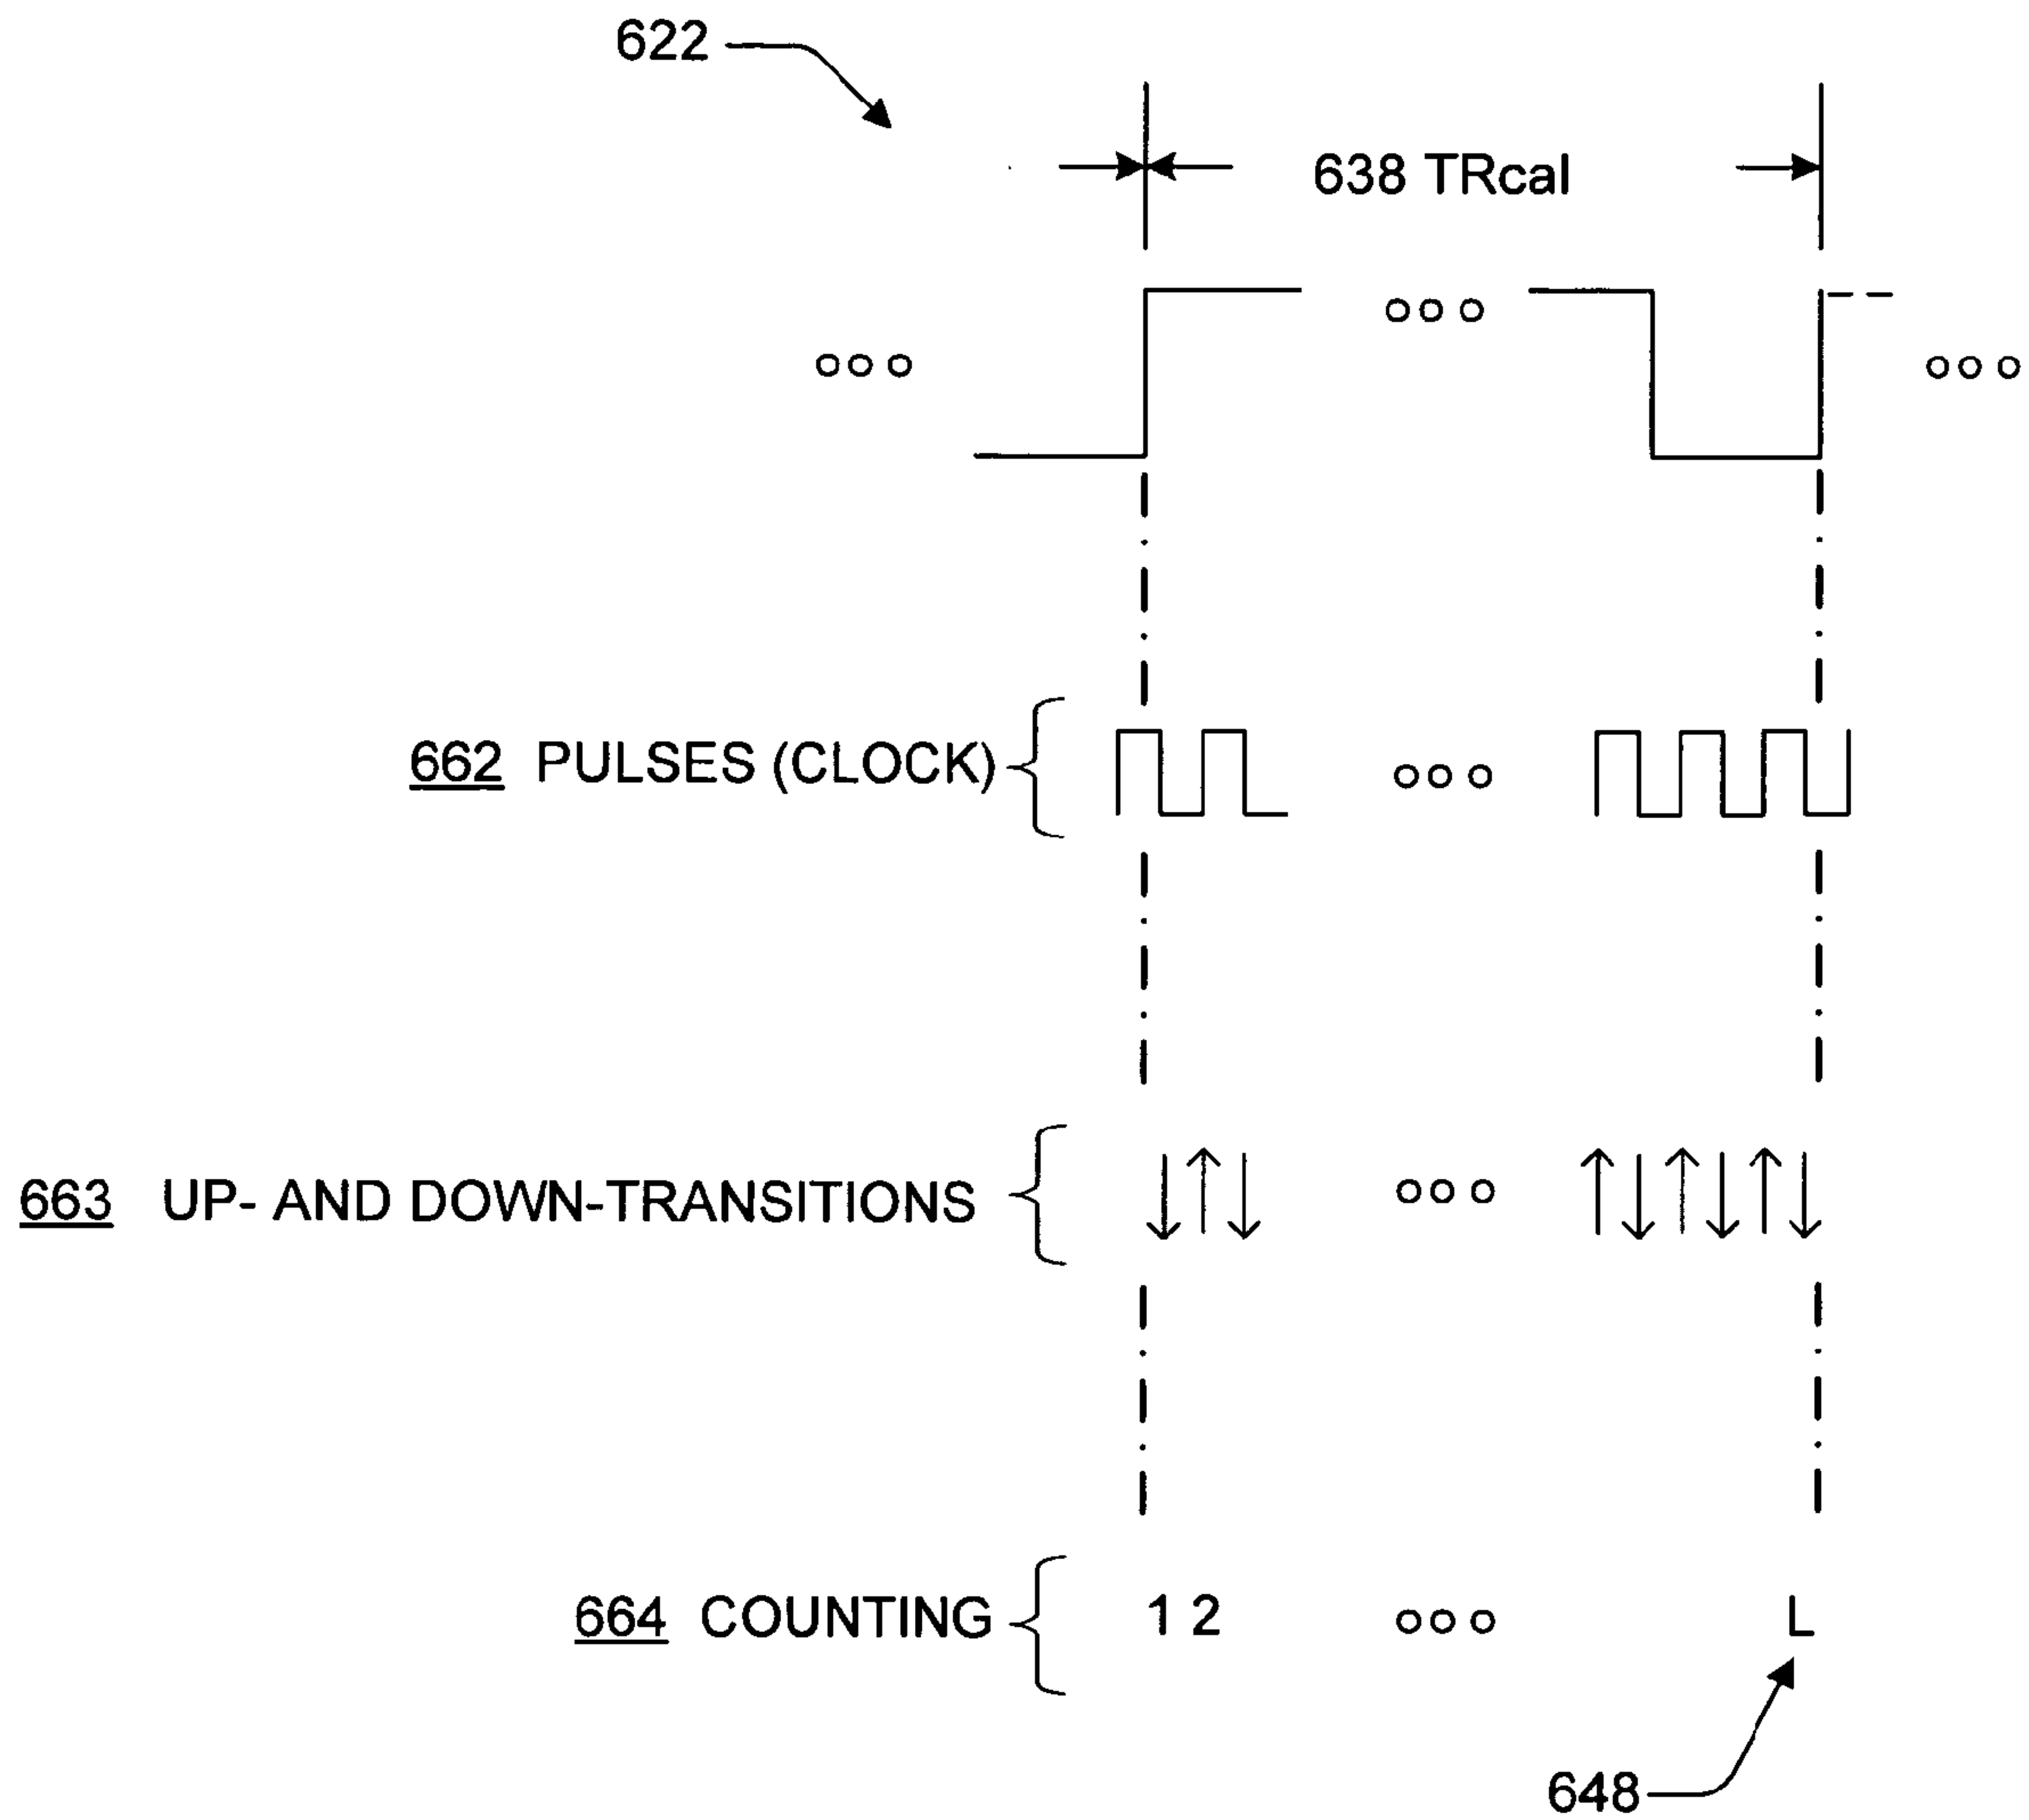 622
638 TRcal
662 PULSES (CLOCK)
663 UP- AND DOWN-TRANSITIONS
664 COUNTING
1 2
L
648